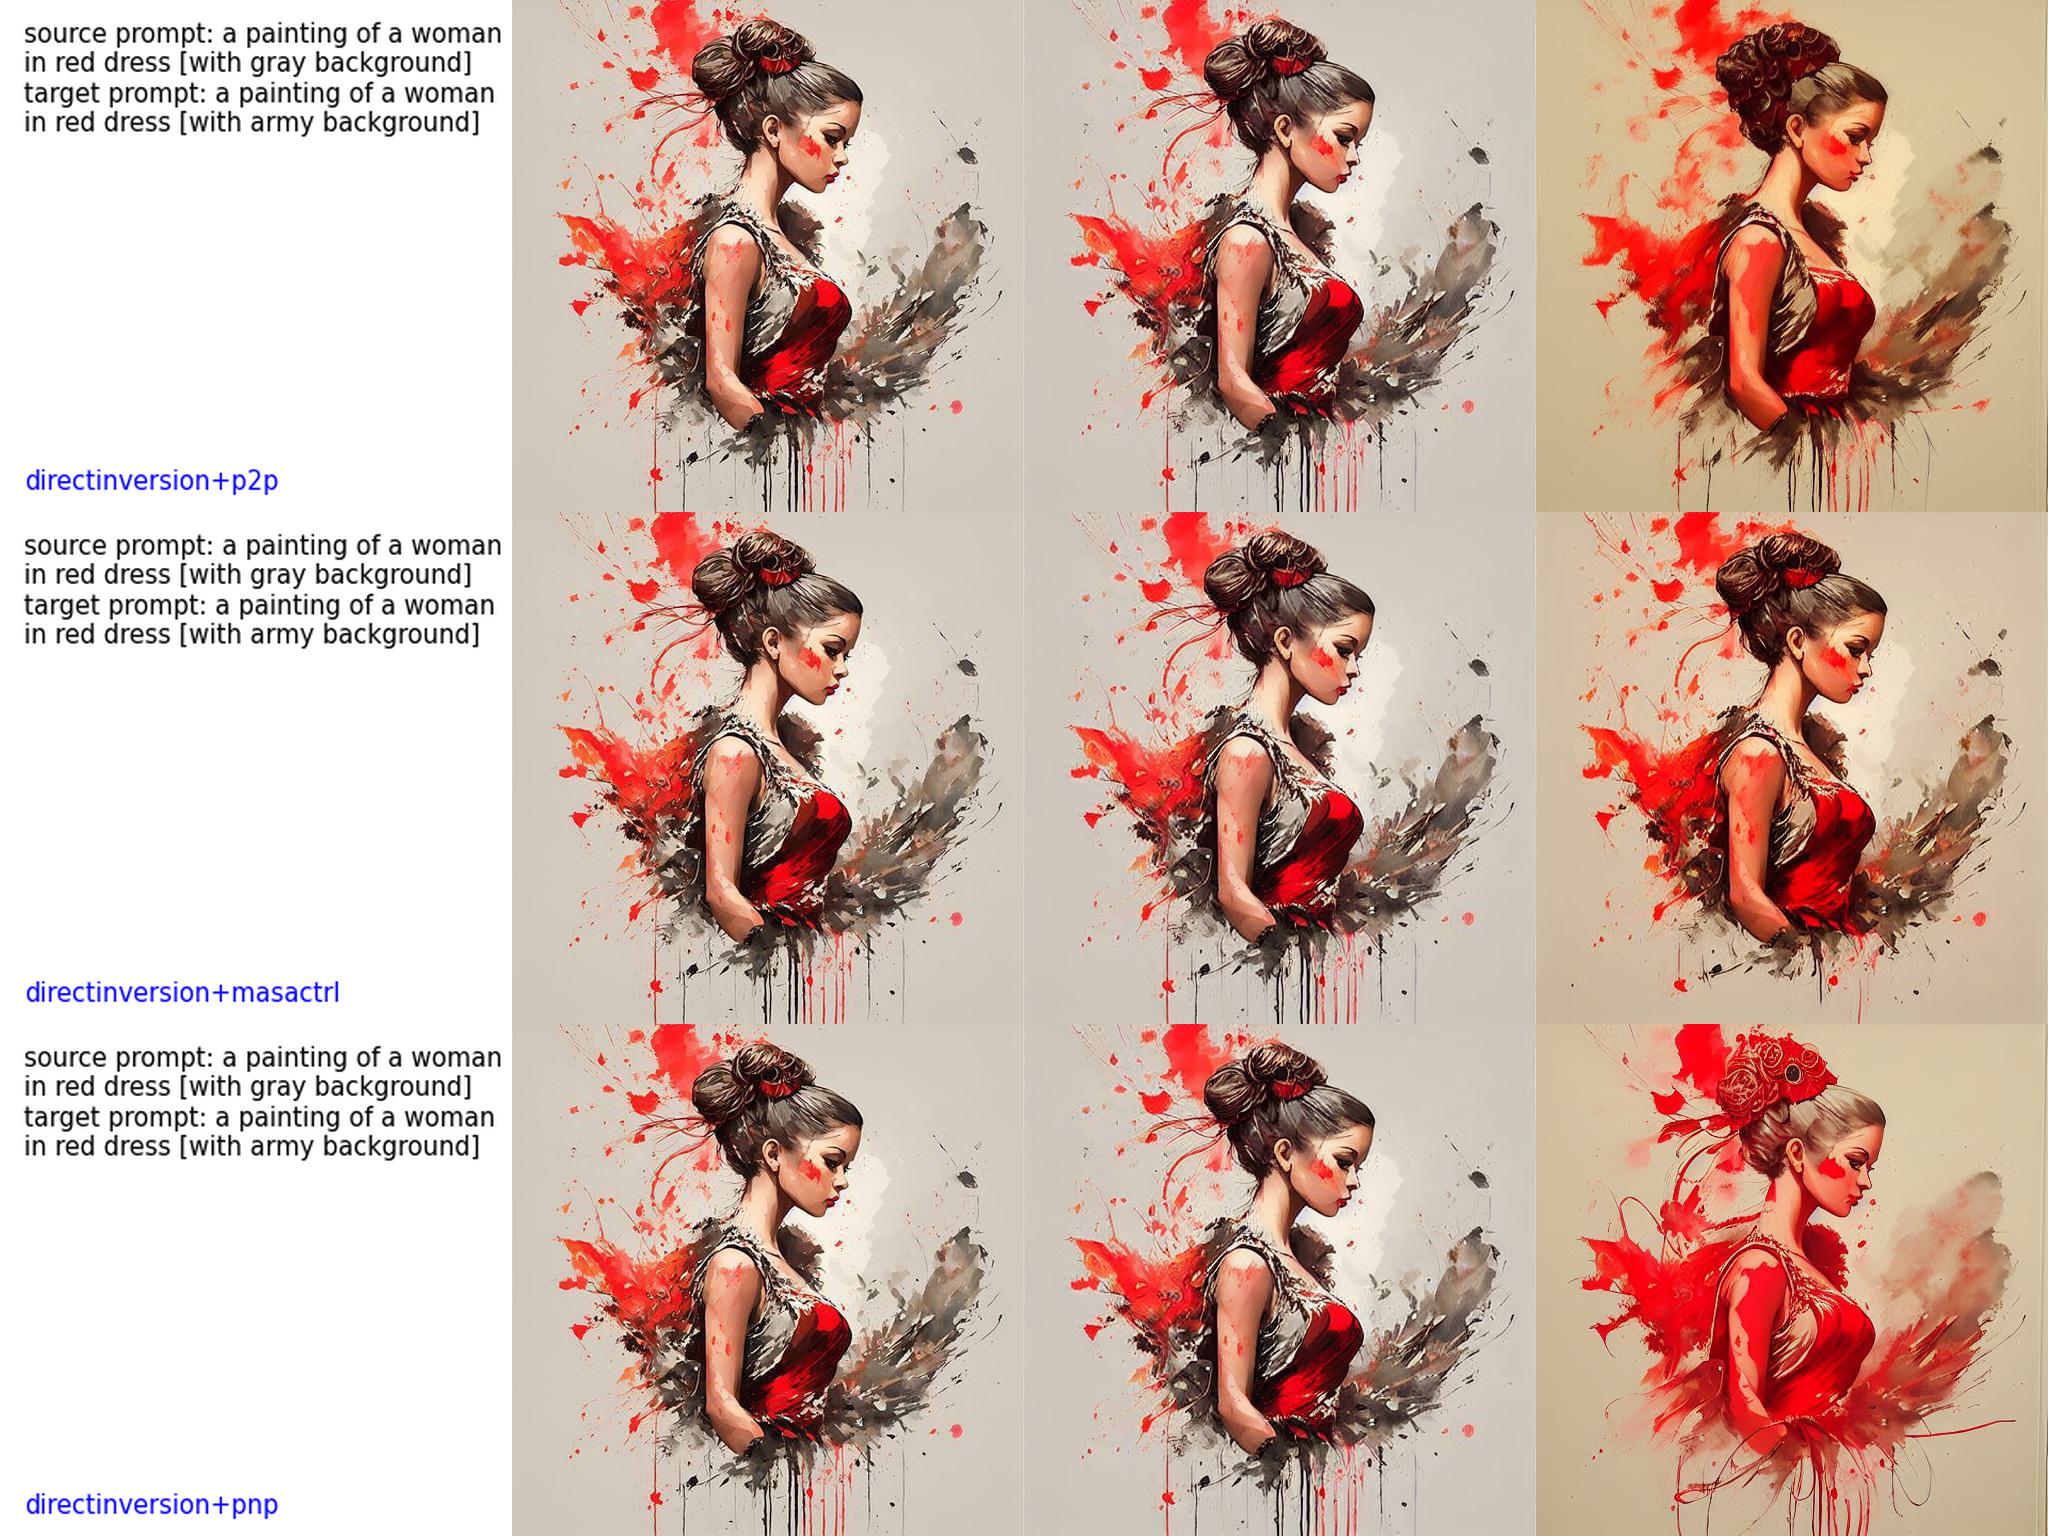 source prompt: a painting of a woman
in red dress [with gray background]
target prompt: a painting of a woman
in red dress [with army background]
directinversion+p2p
source prompt: a painting of a woman
in red dress [with gray background]
target prompt: a painting of a woman
in red dress [with army background]
directinversion+masactrl
source prompt: a painting of a woman
in red dress [with gray background]
target prompt: a painting of a woman
in red dress [with army background]
directinversion+pnp